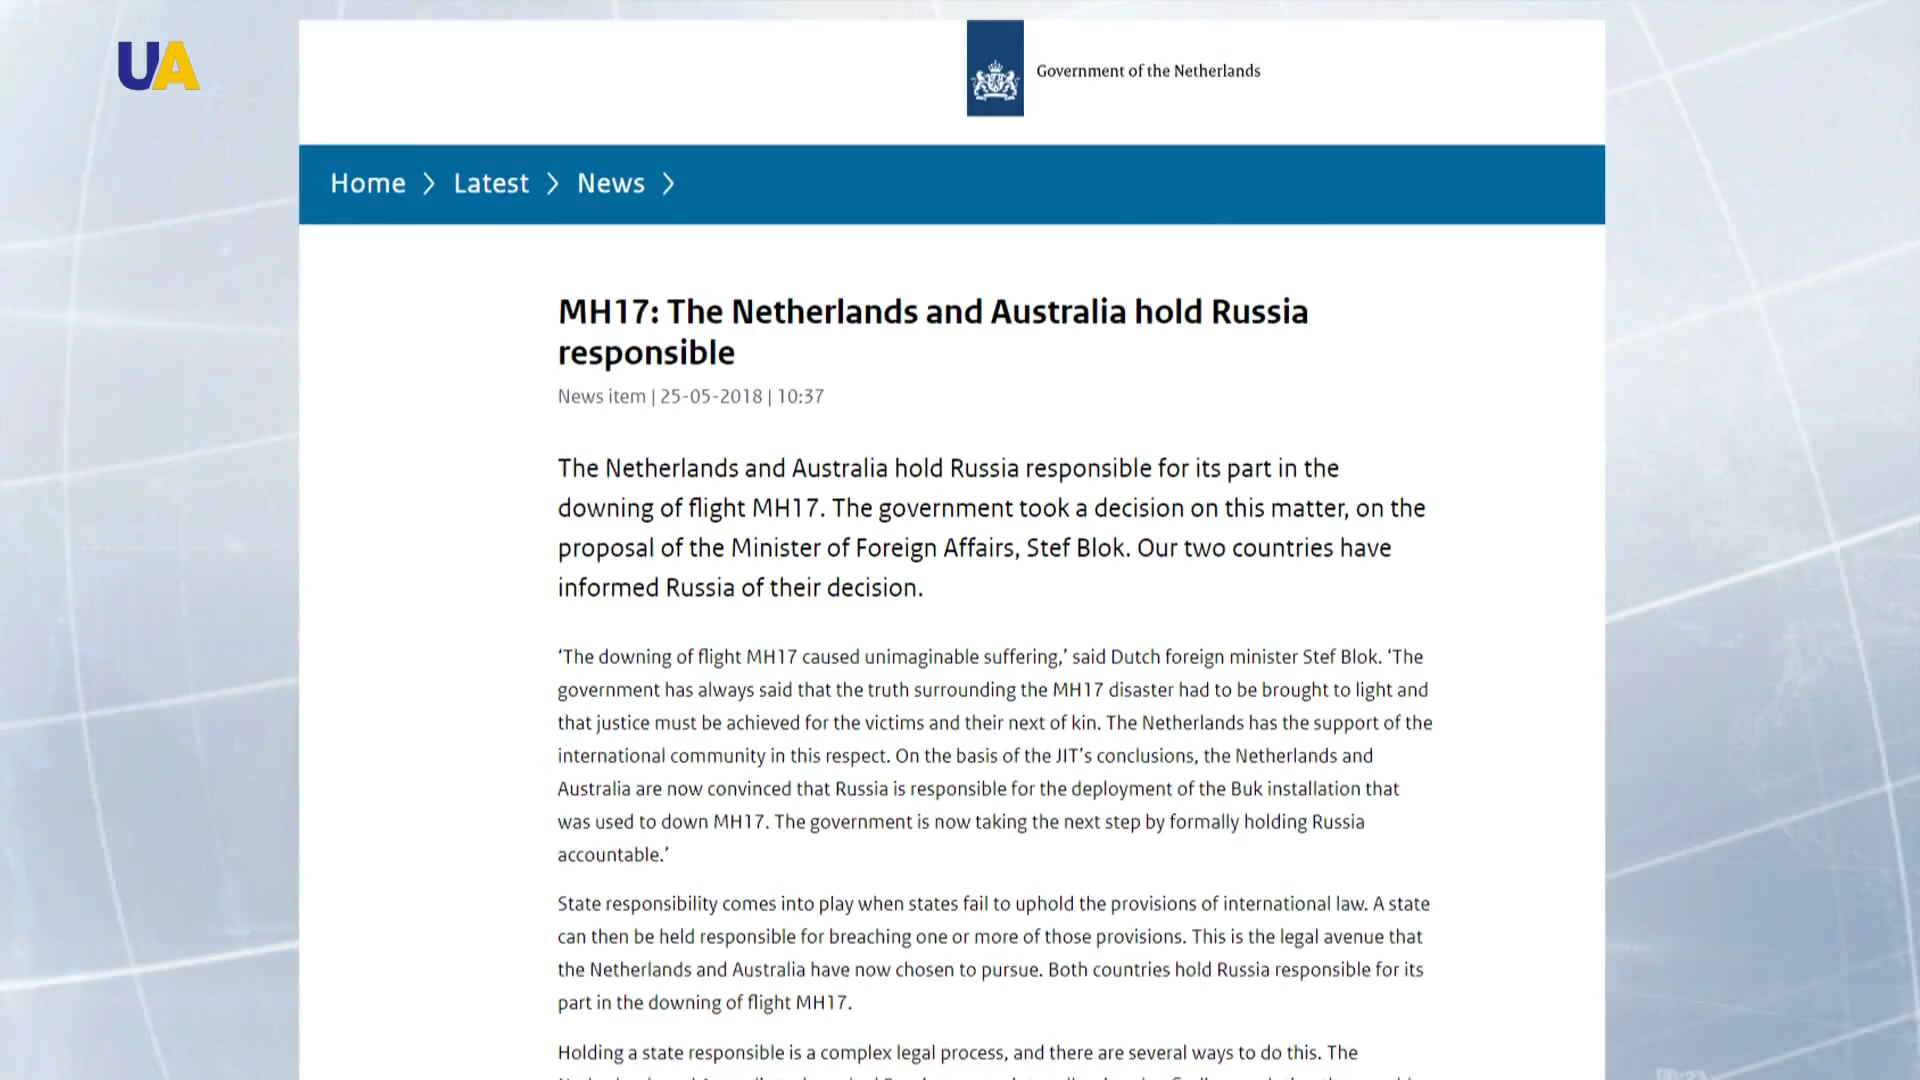 UA
Government of the Netherlands
Home > Latest > News >
MH17: The Netherlands and Australia hold Russia
responsible
News item | 25-05-2018 | 10:37
The Netherlands and Australia hold Russia responsible for its part in the
downing of flight MH17. The government took a decision on this matter, on the
proposal of the Minister of Foreign Affairs, Stef Blok. Our two countries have
informed Russia of their decision.
‘The downing of flight MH17 caused unimaginable suffering,’ said Dutch foreign minister Stef Blok. ‘The
government has always said that the truth surrounding the MH17 disaster had to be brought to light and
that justice must be achieved for the victims and their next of kin. The Netherlands has the support of the
international community in this respect. On the basis of the JIT’s conclusions, the Netherlands and
Australia are now convinced that Russia is responsible for the deployment of the Buk installation that
was used to down MH17. The government is now taking the next step by formally holding Russia
accountable.’
State responsibility comes into play when states fail to uphold the provisions of international law. A state
can then be held responsible for breaching one or more of those provisions. This is the legal avenue that
the Netherlands and Australia have now chosen to pursue. Both countries hold Russia responsible for its
part in the downing of flight MH17.
Holding a state responsible is a complex legal process, and there are several ways to do this. The